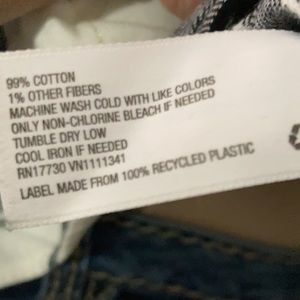 99% COTTON
1% OTHER FIBERS
MACHINE WASH COLD WITH LIKE COLORS
ONLY NON-CHLORINE BLEACH IF NEEDED
TUMBLE DRY LOW
COOL IRON IF NEEDED
RN17730 VN1111341
LABEL MADE FROM 100% RECYCLED PLASTIC